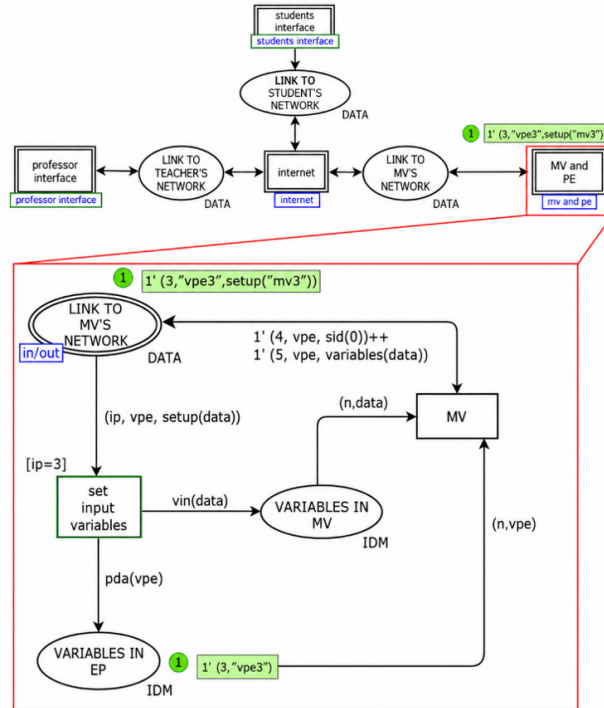 students
interface
students interface
LINK TO
STUDENT'S
NETWORK
DATA
1
1' (3,"vpe3",setup("mv3")
professor
interface
professor interface
LINK TO
TEACHER'S
NETWORK
DATA
internet
internet
LINK TO
MV'S
NETWORK
DATA
MV and
PE
mv and pe
1
1' (3,"vpe3",setup("mv3"))
LINK TO
MV'S
NETWORK
in/out
DATA
1' (4, vpe, sid(0))++
1' (5, vpe, variables(data))
(ip, vpe, setup(data))
(n,data)
MV
[ip=3]
set
input
variables
vin(data)
VARIABLES IN
MV
IDM
(n,vpe)
pda(vpe)
VARIABLES IN
EP
IDM
1
1' (3,"vpe3")